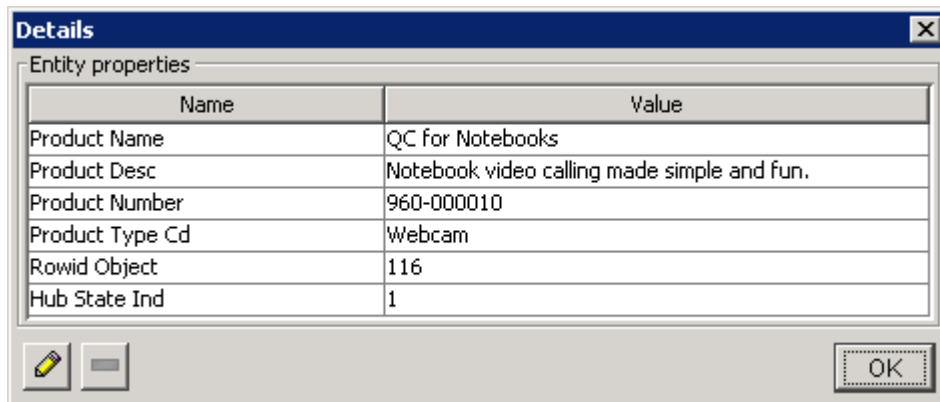 Details
Entity properties
Name Value
Product Name QC for Notebooks
Product Desc Notebook video calling made simple and fun.
Product Number 960-000010
Product Type Cd Webcam
Rowid Object 116
Hub State Ind 1
OK